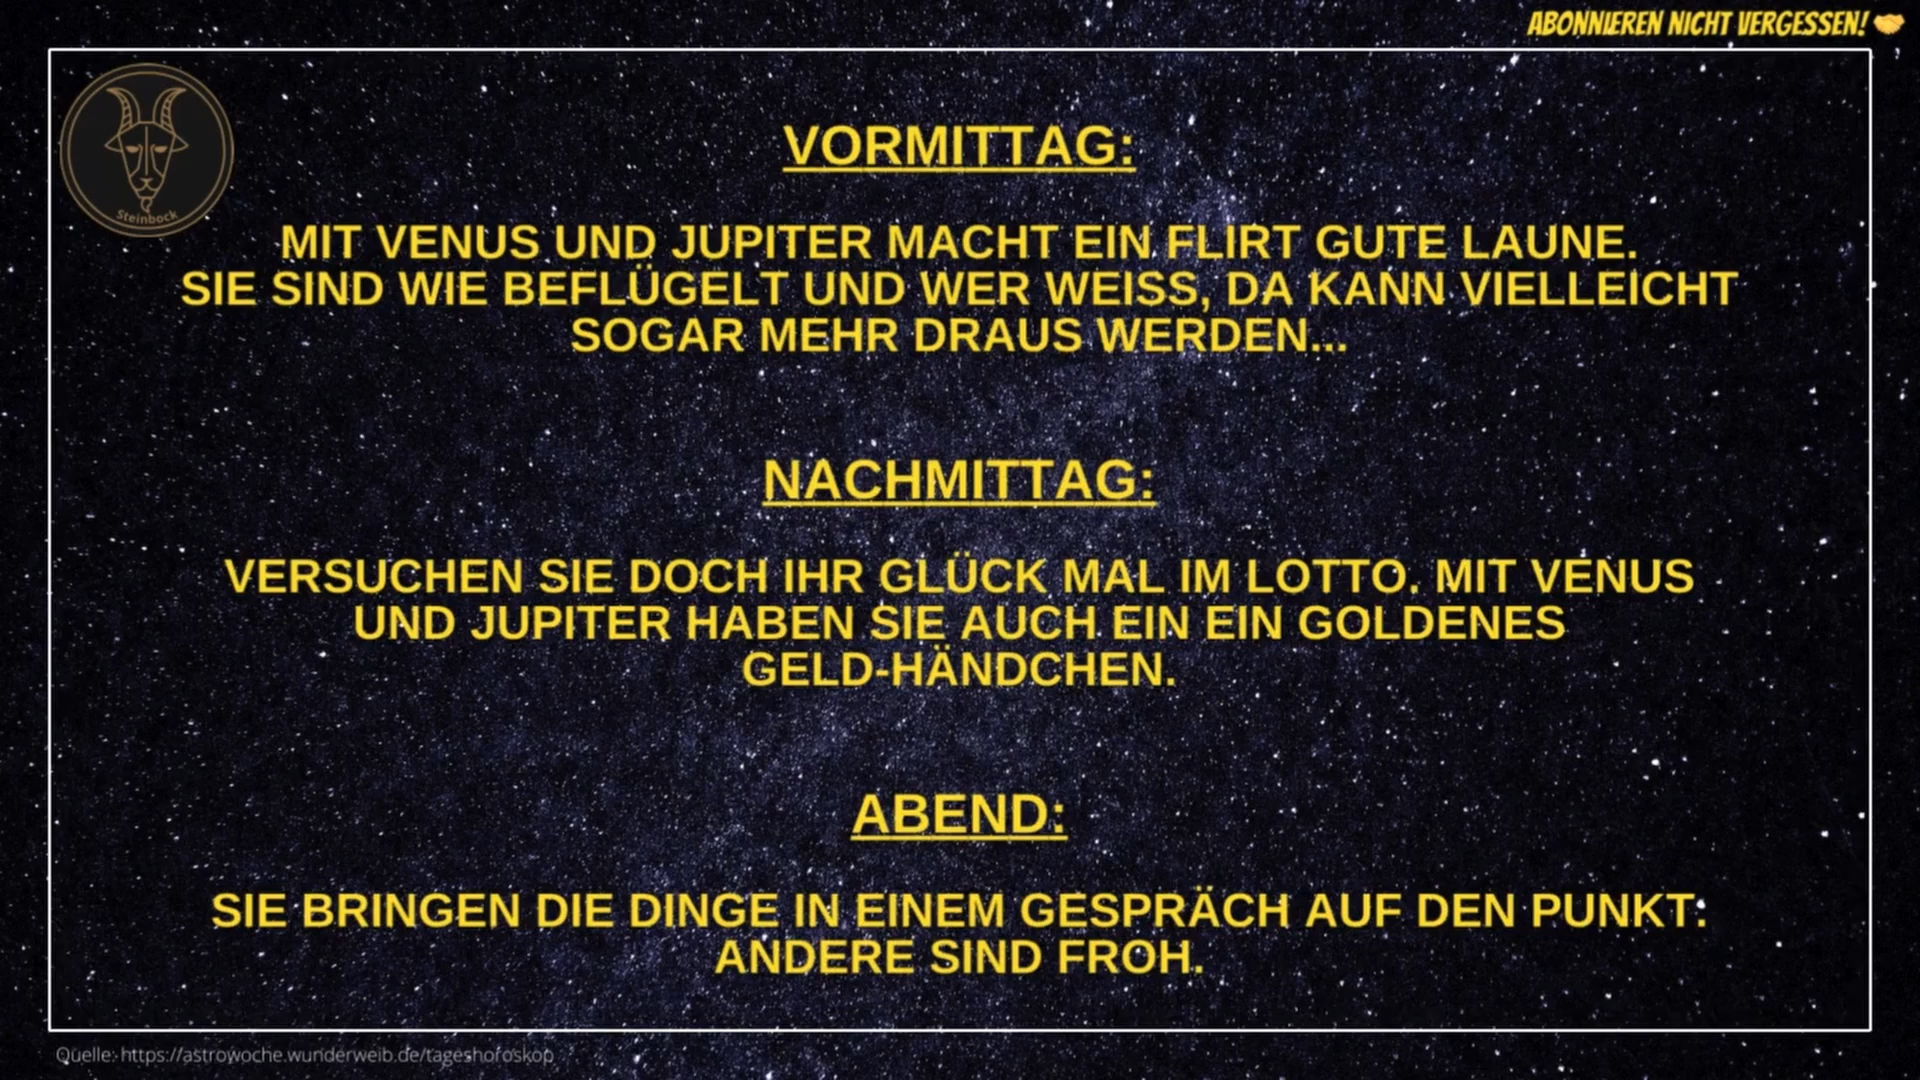 ABONNIEREN NICHT VERGESSEN!
Steinbock
VORMITTAG:
MIT VENUS UND JUPITER MACHT EIN FLIRT GUTE LAUNE.
SIE SIND WIE BEFLÜGELT UND WER WEISS, DA KANN VIELLEICHT
SOGAR MEHR DRAUS WERDEN...
NACHMITTAG:
VERSUCHEN SIE DOCH IHR GLÜCK MAL IM LOTTO. MIT VENUS
UND JUPITER HABEN SIE AUCH EIN EIN GOLDENES
GELD-HÄNDCHEN.
ABEND:
SIE BRINGEN DIE DINGE IN EINEM GESPRÄCH AUF DEN PUNKT:
ANDERE SIND FROH.
Quelle: https://astrowoche.wunderweib.de/tageshoroskop